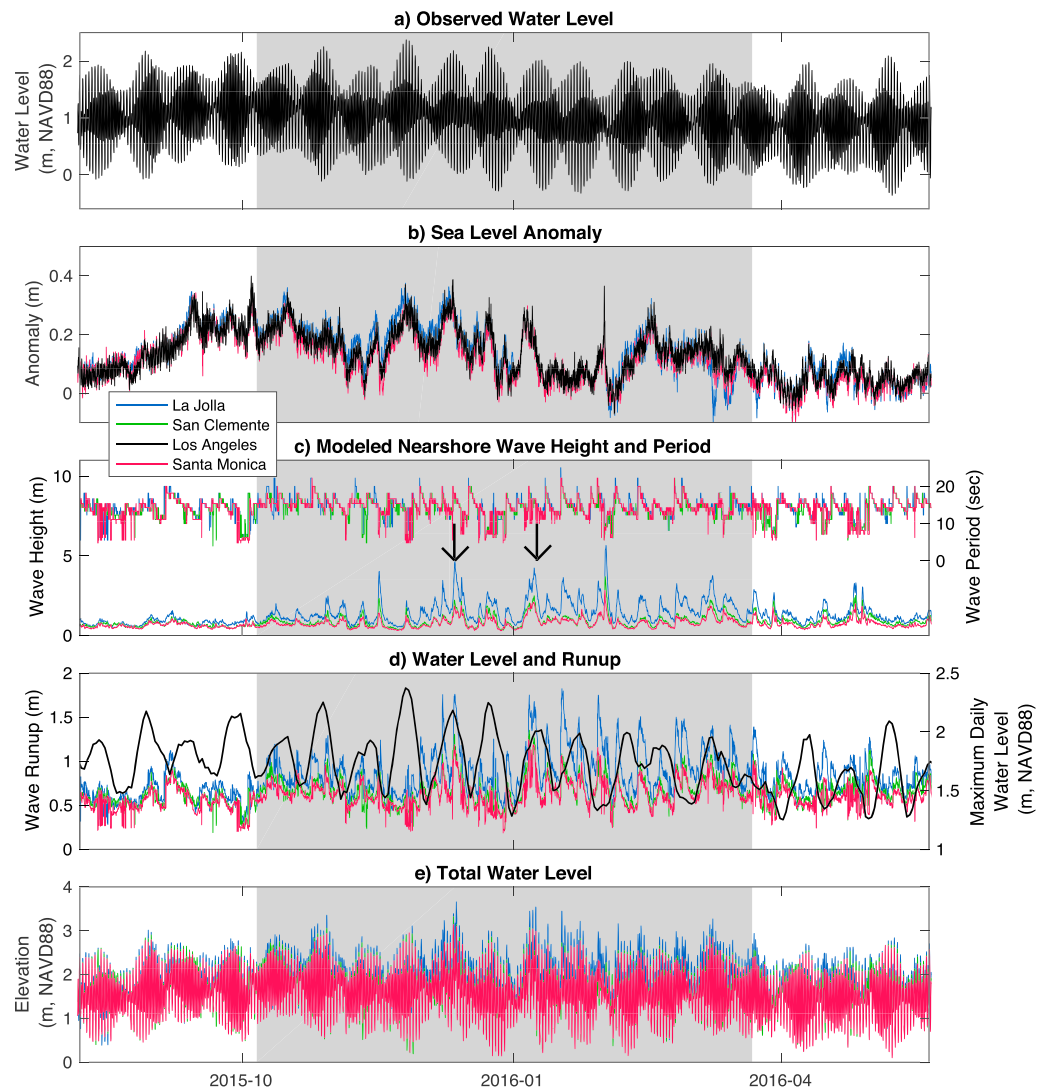 a) Observed Water Level
Water Level
(m, NAVD88)
2
1
0
b) Sea Level Anomaly
Anomaly (m)
0.4
0.2
0
La Jolla
San Clemente
Los Angeles
Santa Monica
c) Modeled Nearshore Wave Height and Period
Wave Height (m)
10
5
0
20
10
0
Wave Period (sec)
d) Water Level and Runup
Wave Runup (m)
2
1.5
1
0.5
0
2.5
2
1.5
1
Maximum Daily
Water Level
(m, NAVD88)
e) Total Water Level
Elevation
(m, NAVD88)
4
3
2
1
0
2015-10
2016-01
2016-04